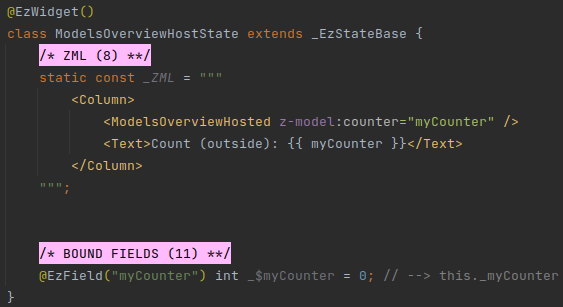 @EzWidget()
class ModelsOverviewHostState extends _EzStateBase {
/* ZML (8) **/
static const _ZML = """
<Column>
<ModelsOverviewHosted z-model:counter="myCounter" />
<Text>Count (outside): {{ myCounter }}</Text>
</Column>
""";
/* BOUND FIELDS (11) **/
@EzField("myCounter") int _$myCounter = 0; // --> this._myCounter
}